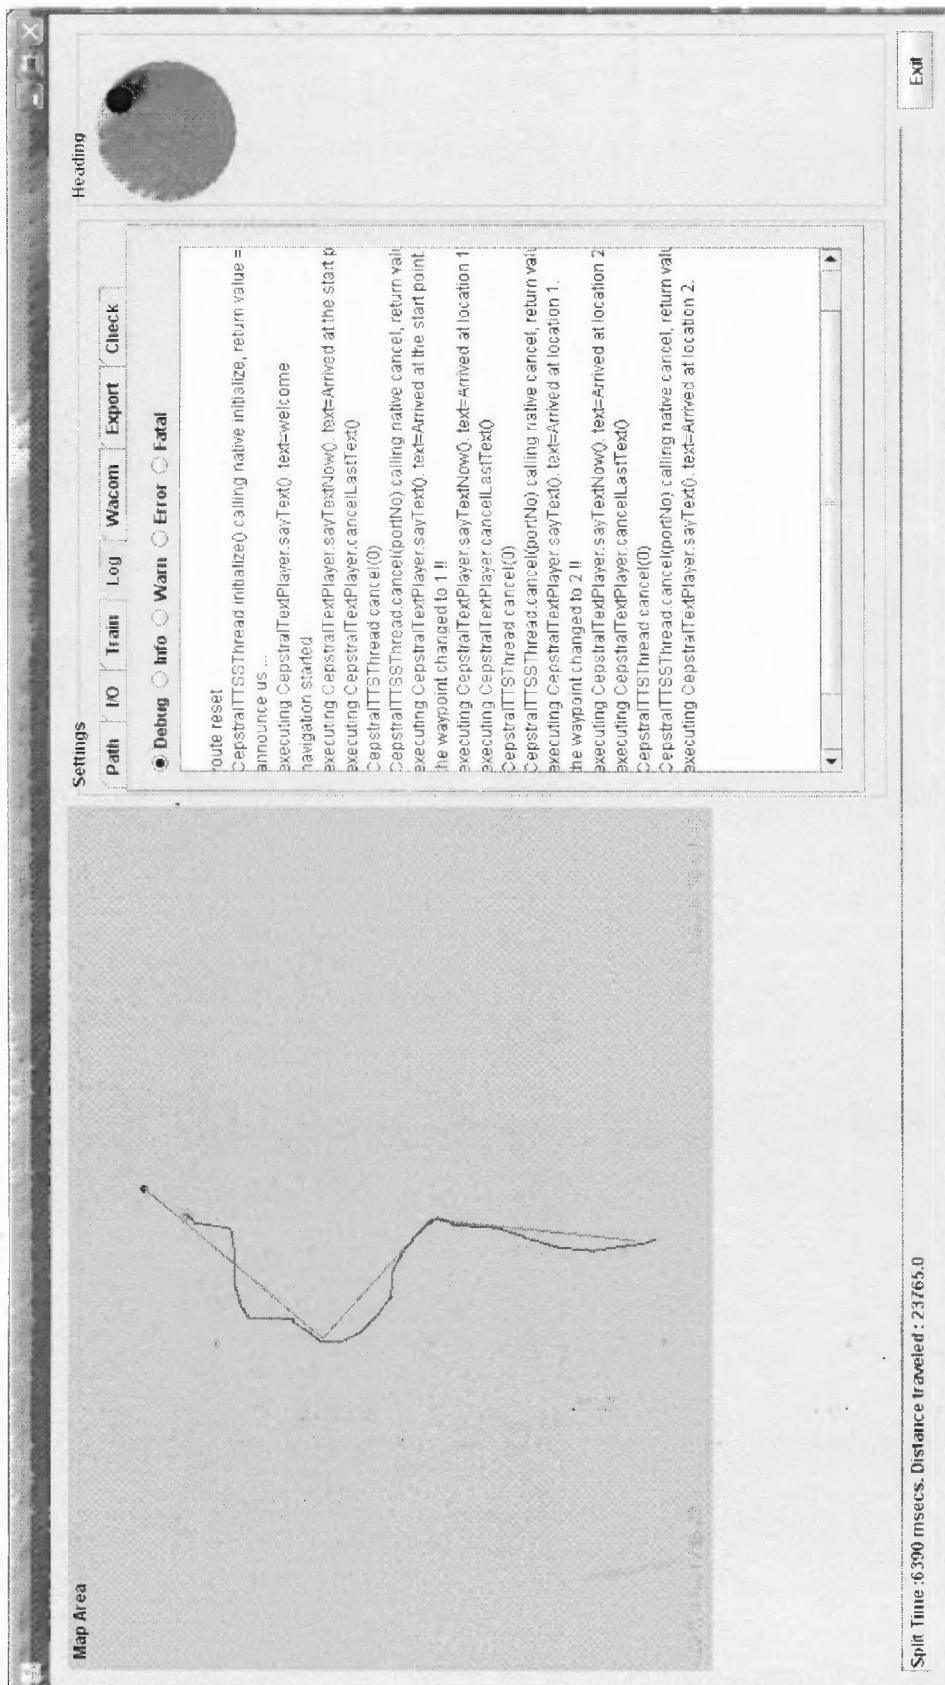 Map Area
Settings
Path I/O Train Log Wacom Export Check
Debug Info Warn Error Fatal
route reset
CepstralTTSSThread initialize() calling native initialize, return value =
announce us ...
executing CepstralTextPlayer.sayText(). text=welcome
navigation started
executing CepstralTextPlayer.sayTextNow(). text=Arrived at the start p
executing CepstralTextPlayer.cancelLastText()
CepstralTTSThread cancel(0)
CepstralTTSSThread.cancel(portNo) calling native cancel, return valu
executing CepstralTextPlayer.sayText(). text=Arrived at the start point.
the waypoint changed to 1 !!
executing CepstralTextPlayer.sayTextNow(). text=Arrived at location 1
executing CepstralTextPlayer.cancelLastText()
CepstralTTSThread cancel(0)
CepstralTTSSThread.cancel(portNo) calling native cancel, return valu
executing CepstralTextPlayer sayText(). text=Arrived at location 1.
the waypoint changed to 2 !!
executing CepstralTextPlayer.sayTextNow(). text=Arrived at location 2
executing CepstralTextPlayer.cancelLastText()
CepstralTTSThread cancel(0)
CepstralTTSSThread.cancel(portNo) calling native cancel, return valu
executing CepstralTextPlayer.sayText(). text=Arrived at location 2.
Heading
Split Time :6390 msecs. Distance traveled : 23765.0
Exit